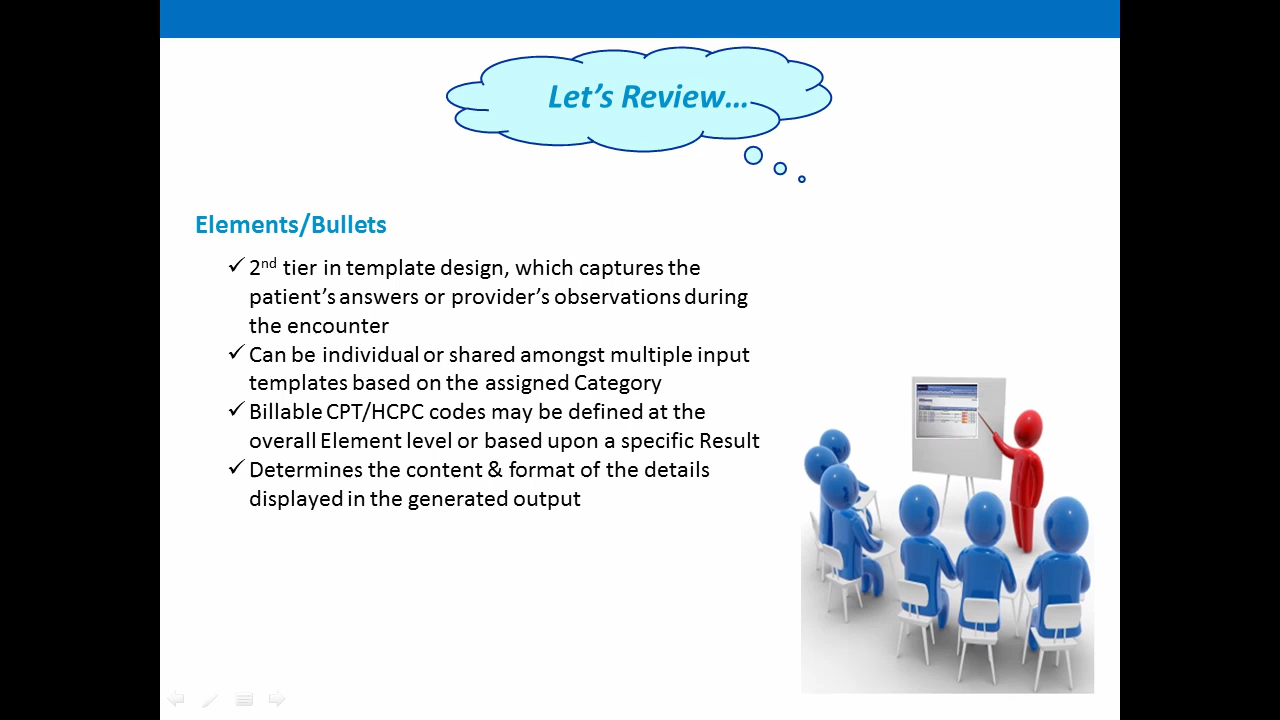 Let's Review...
Elements/Bullets
✓ 2nd tier in template design, which captures the
patient's answers or provider's observations during
the encounter
✓ Can be individual or shared amongst multiple input
templates based on the assigned Category
✓ Billable CPT/HCPC codes may be defined at the
overall Element level or based upon a specific Result
✓ Determines the content & format of the details
displayed in the generated output